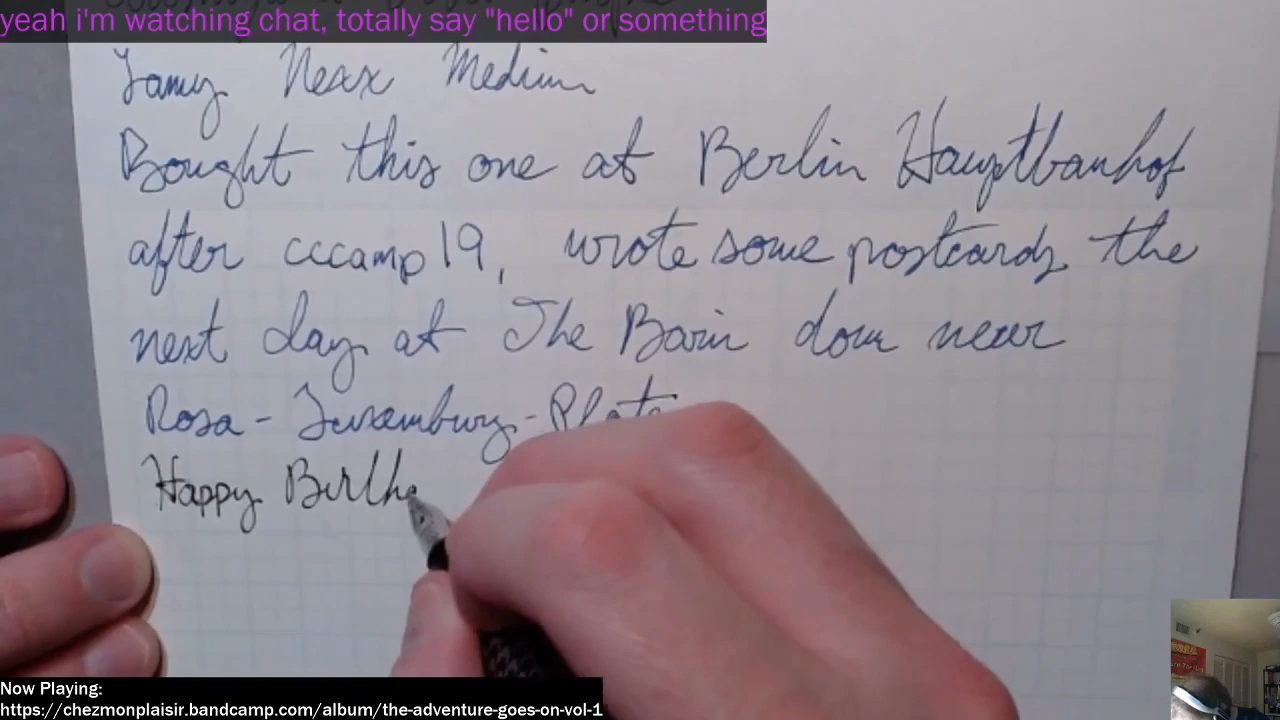 yeah i'm watching chat, totally say "hello" or something
Lamy Nexx Medium
Bought this one at Berlin Hauptbanhof
after cccamp19, wrote some postcards the
next day at The Barn down near
Rosa-Luxemburg-Platz
Happy Birth
Now Playing:
https://chezmonplaisir.bandcamp.com/album/the-adventure-goes-on-vol-1